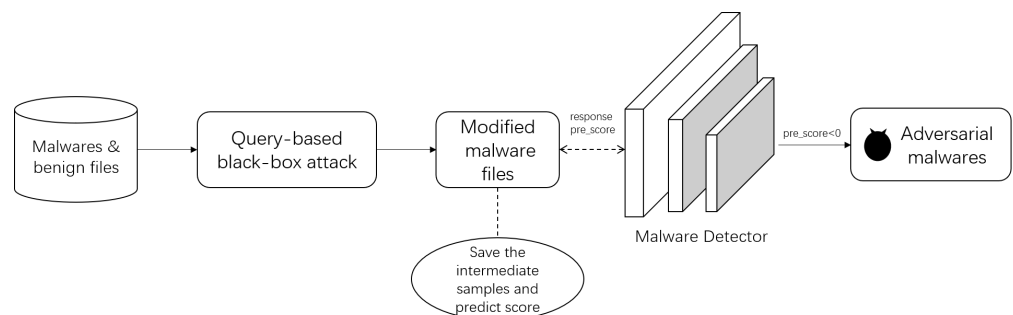 Malwares &
benign files
Query-based
black-box attack
Modified
malware
files
response
pre_score
pre_score<0
Adversarial
malwares
Malware Detector
Save the
intermediate
samples and
predict score